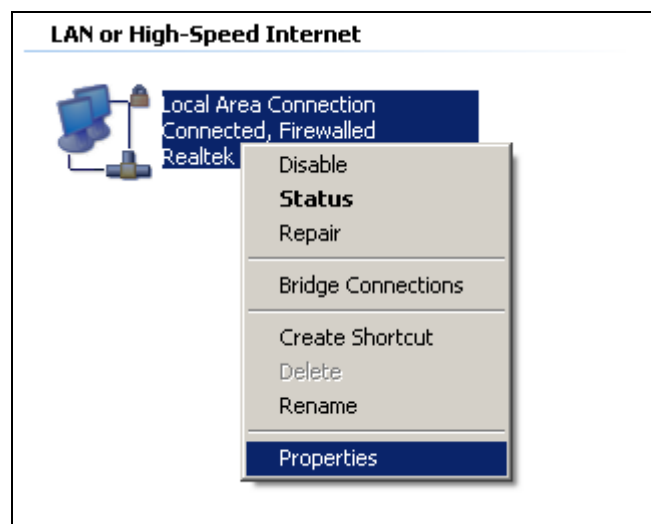 LAN or High-Speed Internet
Local Area Connection
Connected, Firewalled
Realtek
Disable
Status
Repair
Bridge Connections
Create Shortcut
Delete
Rename
Properties